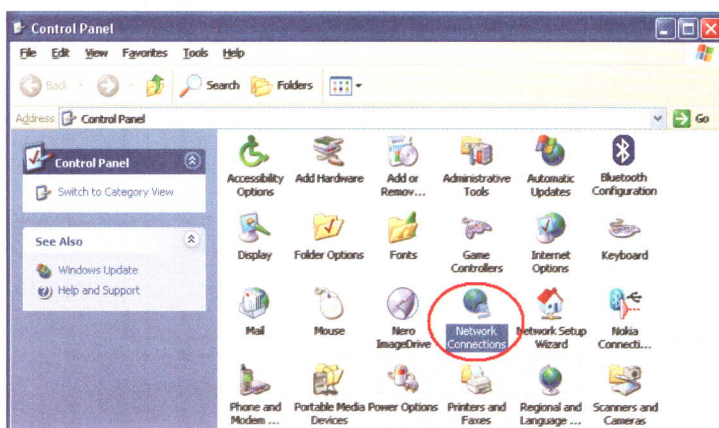 Control Panel
File Edit View Favorites Tools Help
Back Search Folders
Address Control Panel Go
Control Panel
Switch to Category View
See Also
Windows Update
Help and Support
Accessibility Options
Add Hardware
Add or Remov...
Administrative Tools
Automatic Updates
Bluetooth Configuration
Display
Folder Options
Fonts
Game Controllers
Internet Options
Keyboard
Mail
Mouse
Nero ImageDrive
Network Connections
Network Setup Wizard
Nokia Connecti...
Phone and Modem ...
Portable Media Devices
Power Options
Printers and Faxes
Regional and Language ...
Scanners and Cameras